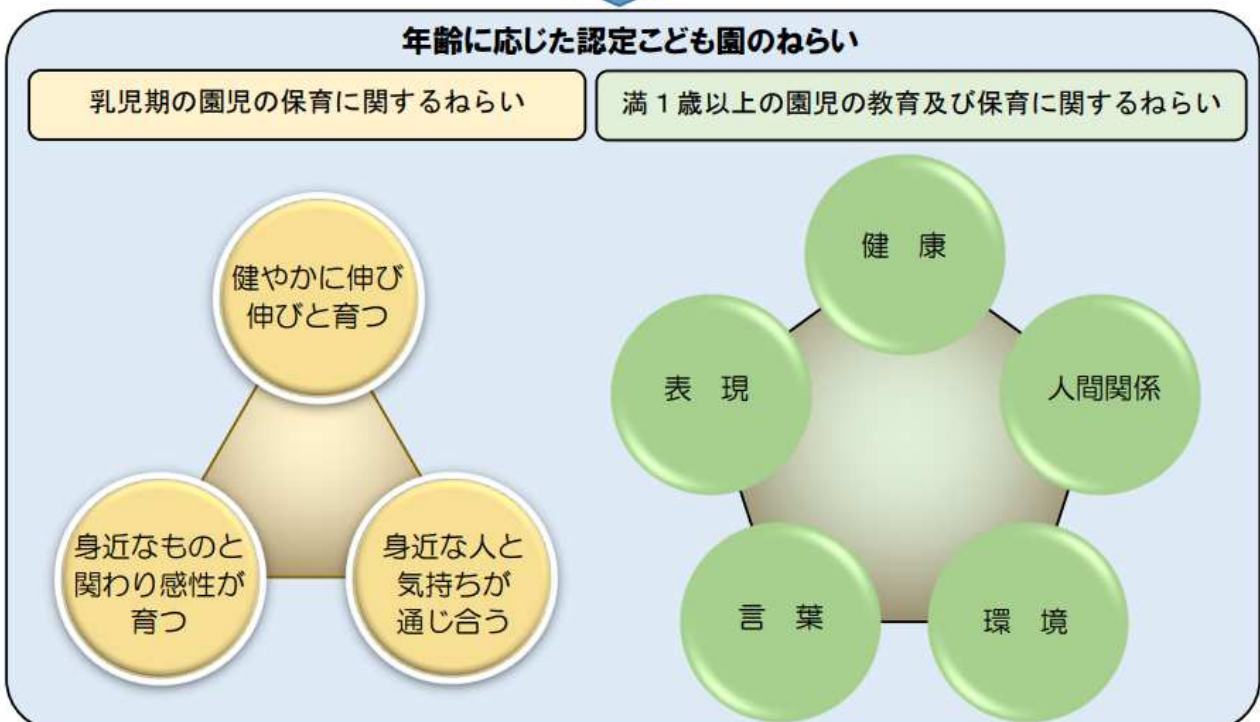 年齢に応じた認定こども園のねらい
乳児期の園児の保育に関するねらい
満１歳以上の園児の教育及び保育に関するねらい
健やかに伸び
伸びと育つ
身近なものと
関わり感性が
育つ
身近な人と
気持ちが
通じ合う
健　康
表　現
人間関係
言　葉
環　境